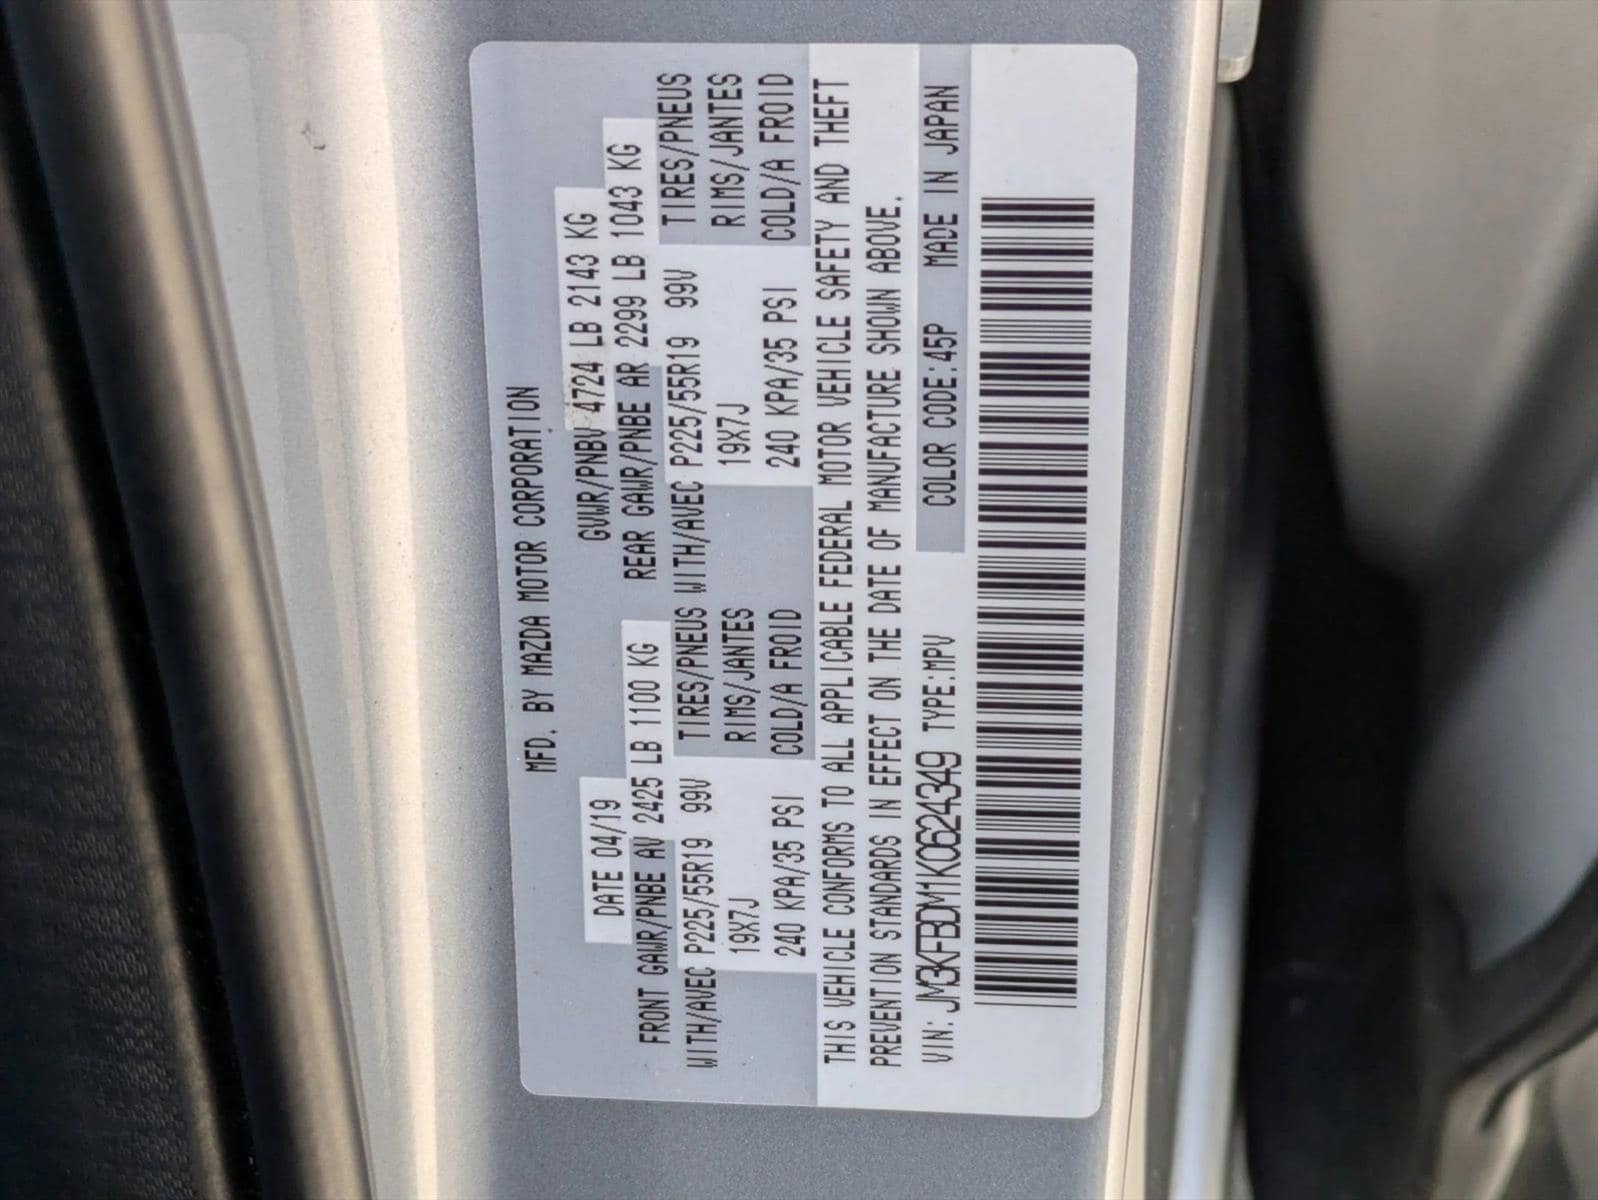 MFD. BY MAZDA MOTOR CORPORATION
DATE 04/19 GVWR/PNBV 4724 LB 2143 KG
FRONT GAWR/PNBE AV 2425 LB 1100 KG REAR GAWR/PNBE AR 2299 LB 1043 KG
WITH/AVEC P225/55R19 99V TIRES/PNEUS WITH/AVEC P225/55R19 99V TIRES/PNEUS
19X7J RIMS/JANTES 19X7J RIMS/JANTES
240 KPA/35 PSI COLD/A FROID 240 KPA/35 PSI COLD/A FROID
THIS VEHICLE CONFORMS TO ALL APPLICABLE FEDERAL MOTOR VEHICLE SAFETY AND THEFT
PREVENTION STANDARDS IN EFFECT ON THE DATE OF MANUFACTURE SHOWN ABOVE.
VIN: JM3KFBDM1K0624349 TYPE:MPV COLOR CODE:45P MADE IN JAPAN